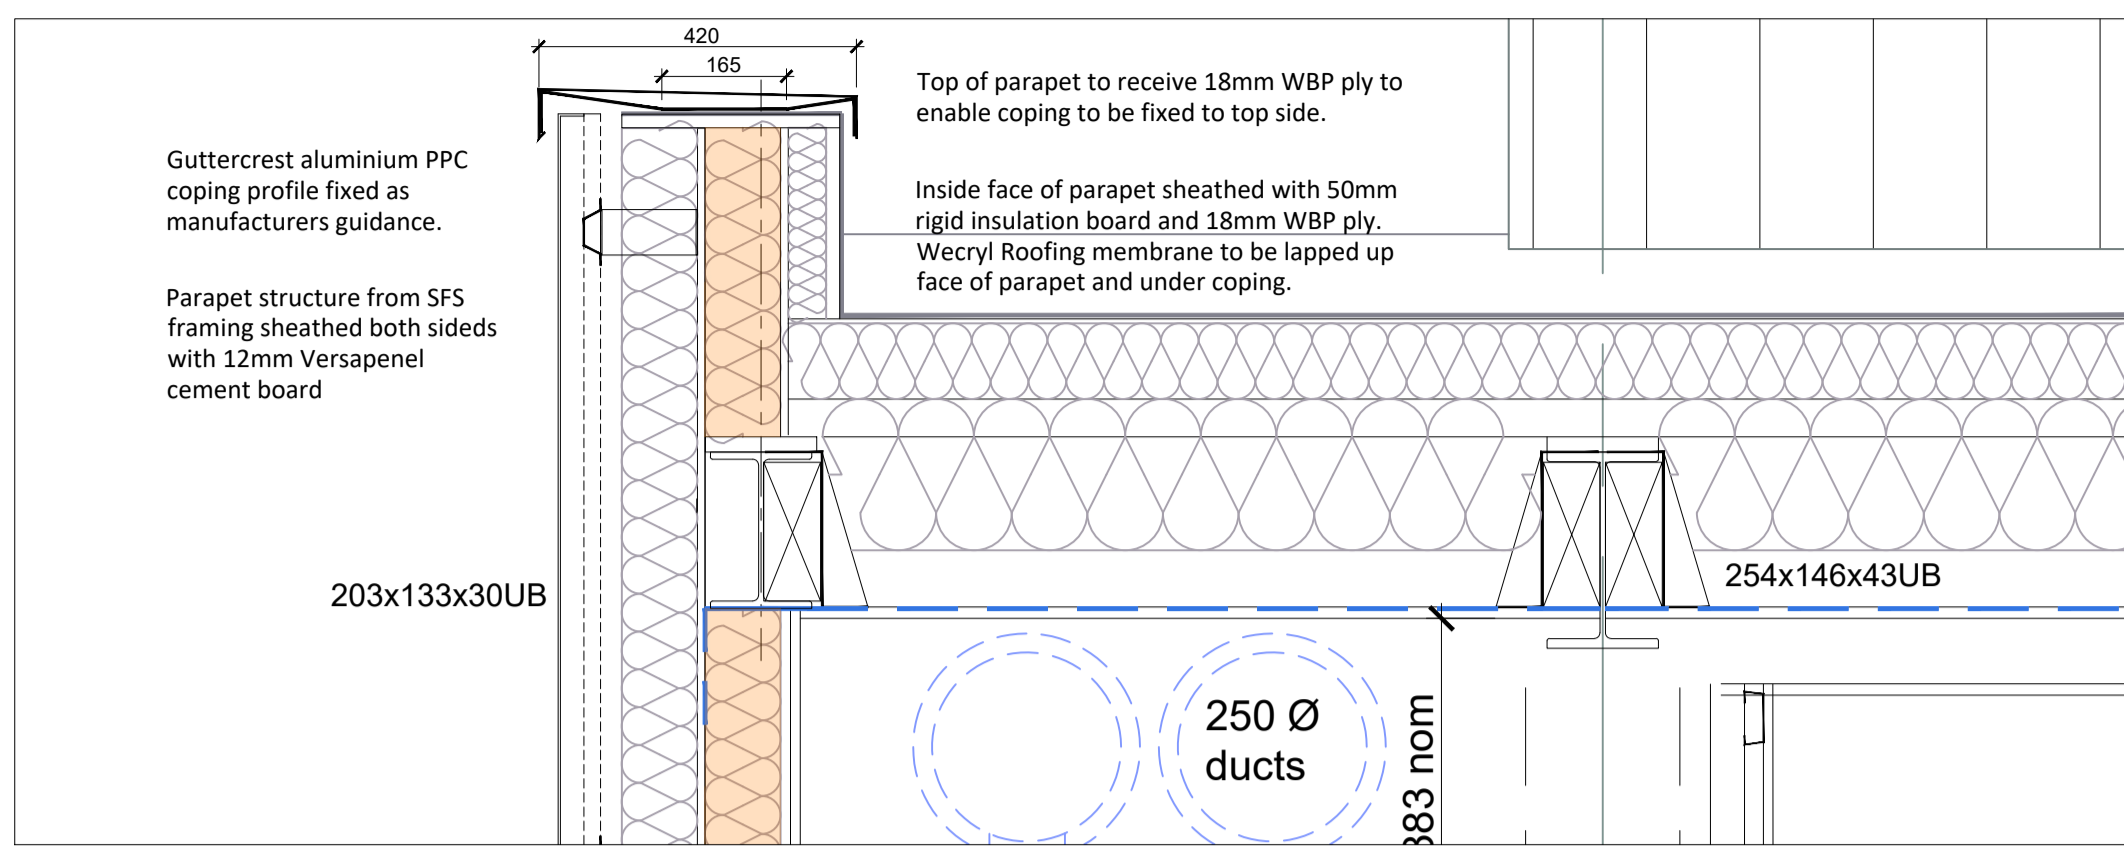 420
165
Top of parapet to receive 18mm WBP ply to
enable coping to be fixed to top side.
Guttercrest aluminium PPC
coping profile fixed as
manufacturers guidance.
Inside face of parapet sheathed with 50mm
rigid insulation board and 18mm WBP ply.
Wecryl Roofing membrane to be lapped up
face of parapet and under coping.
Parapet structure from SFS
framing sheathed both sideds
with 12mm Versapenel
cement board
203x133x30UB
254x146x43UB
250 Ø
ducts
nom